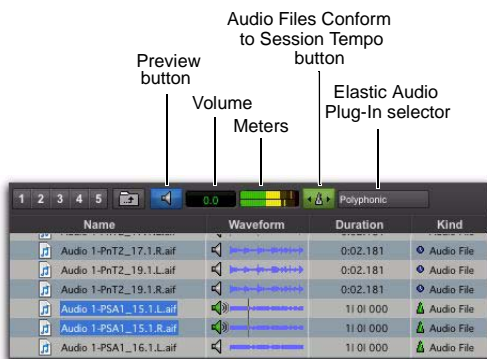 Audio Files Conform
to Session Tempo
button
Preview
button
Volume
Meters
Elastic Audio
Plug-In selector
1 2 3 4 5 0.0 Polyphonic
Name Waveform Duration Kind
Audio 1-PnT2_17.1.R.aif 0:02.181 Audio File
Audio 1-PnT2_19.1.L.aif 0:02.181 Audio File
Audio 1-PnT2_19.1.R.aif 0:02.181 Audio File
Audio 1-PSA1_15.1.L.aif 1| 0| 000 Audio File
Audio 1-PSA1_15.1.R.aif 1| 0| 000 Audio File
Audio 1-PSA1_16.1.L.aif 1| 0| 000 Audio File